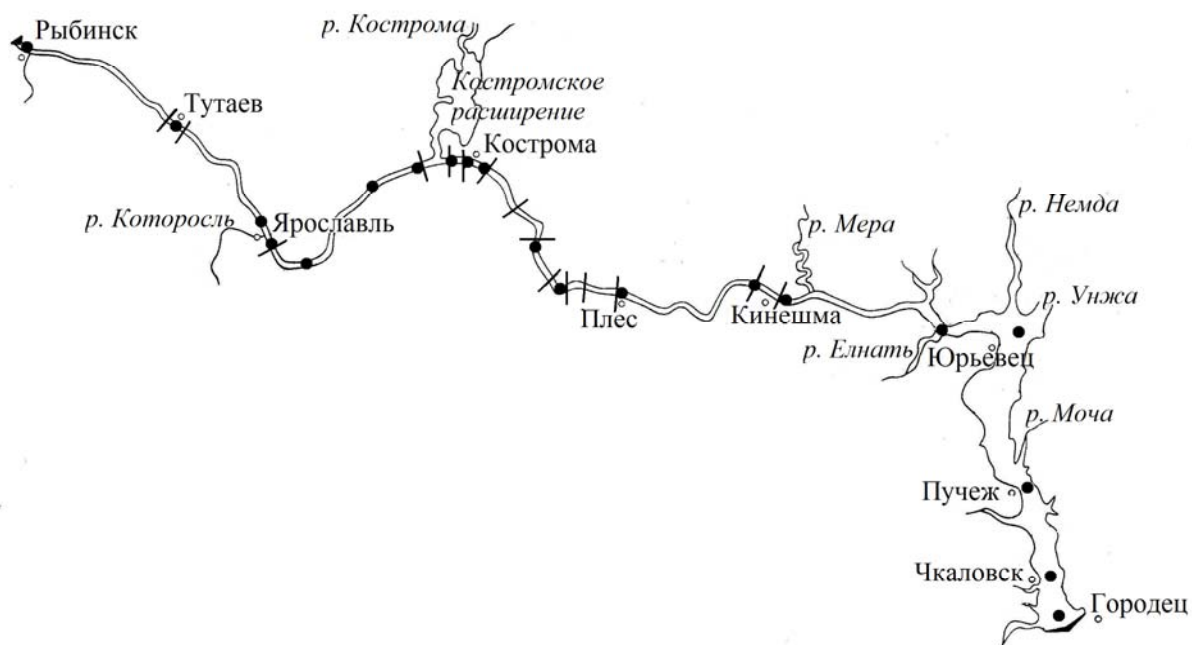 р. Кострома
Рыбинск
Костромское
расширение
Тутаев
Кострома
р. Которосль
Ярославль
р. Немда
р. Мера
р. Унжа
Плес
Кинешма
р. Елнать
Юрьевец
р. Моча
Пучеж
Чкаловск
Городец